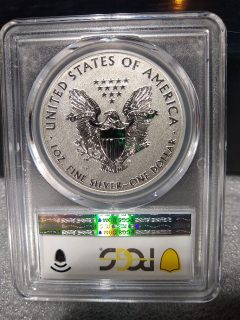 UNITED STATES OF AMERICA
1 OZ. FINE SILVER~ONE DOLLAR
PCGS